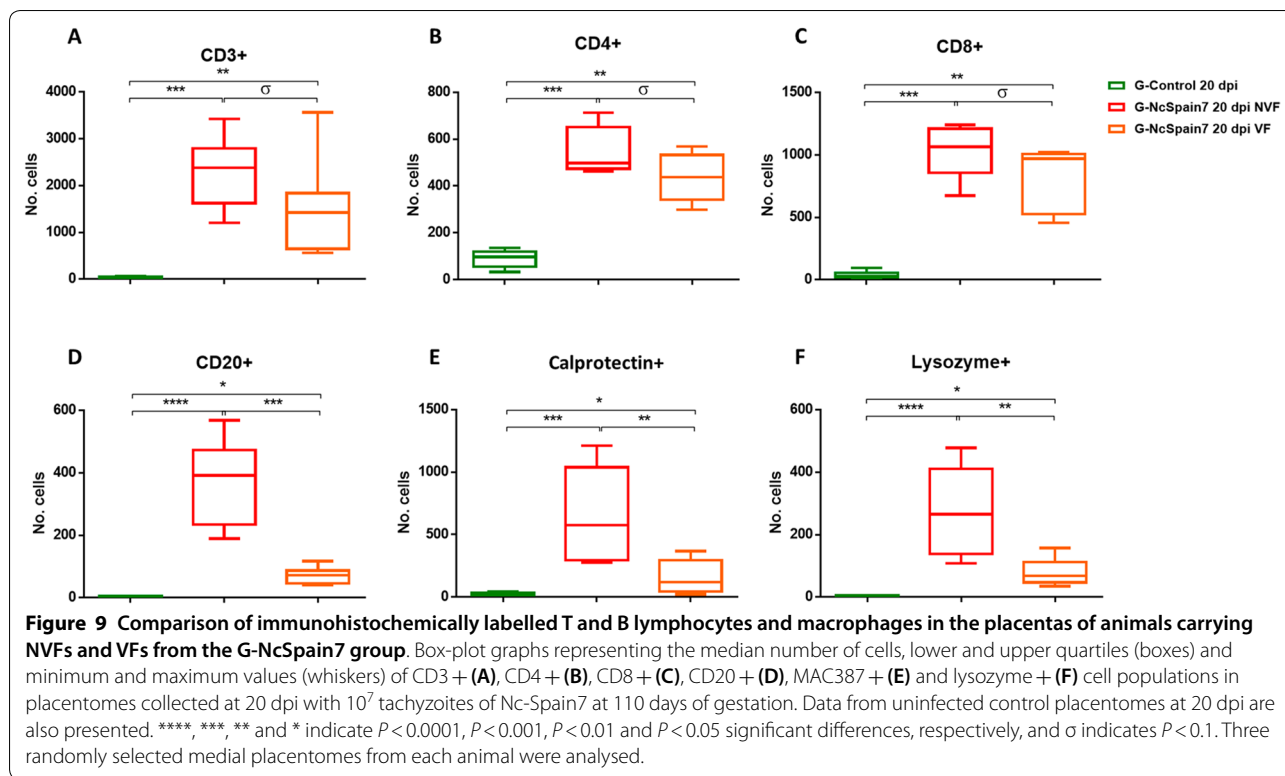 A
CD3+
**
***
σ
No. cells
4000
3000
2000
1000
0
B
CD4+
**
***
σ
No. cells
800
600
400
200
0
C
CD8+
**
***
σ
No. cells
1500
1000
500
0
G-Control 20 dpi
G-NcSpain7 20 dpi NVF
G-NcSpain7 20 dpi VF
D
CD20+
*
****
***
No. cells
600
400
200
0
E
Calprotectin+
*
***
**
No. cells
1500
1000
500
0
F
Lysozyme+
*
****
**
No. cells
600
400
200
0
Figure 9 Comparison of immunohistochemically labelled T and B lymphocytes and macrophages in the placentas of animals carrying
NVFs and VFs from the G-NcSpain7 group. Box-plot graphs representing the median number of cells, lower and upper quartiles (boxes) and
minimum and maximum values (whiskers) of CD3 + (A), CD4 + (B), CD8 + (C), CD20 + (D), MAC387 + (E) and lysozyme + (F) cell populations in
placentomes collected at 20 dpi with 10⁷ tachyzoites of Nc-Spain7 at 110 days of gestation. Data from uninfected control placentomes at 20 dpi are
also presented. ****, ***, ** and * indicate P < 0.0001, P < 0.001, P < 0.01 and P < 0.05 significant differences, respectively, and σ indicates P < 0.1. Three
randomly selected medial placentomes from each animal were analysed.